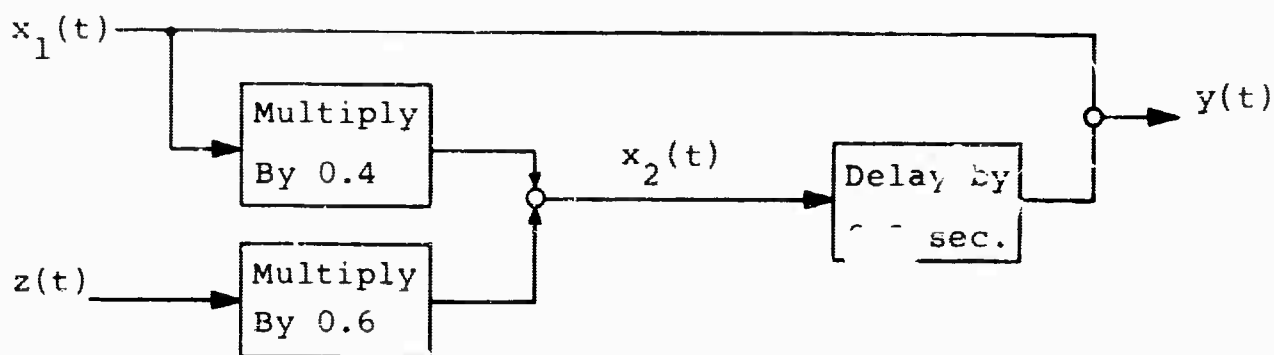 x₁(t)
Multiply
By 0.4
z(t)
Multiply
By 0.6
x₂(t)
Delay by
sec.
y(t)